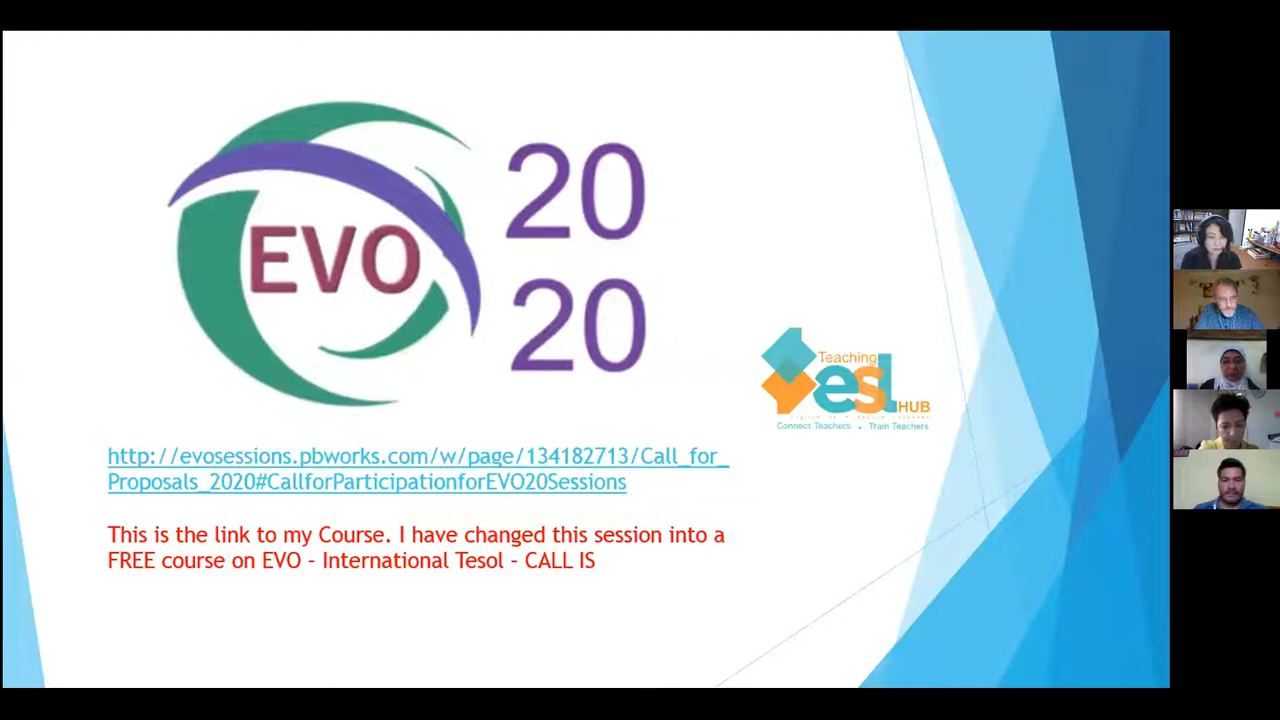 EVO
20
20
Teaching
esl
HUB
Connect Teachers . Train Teachers
http://evosessions.pbworks.com/w/page/134182713/Call_for_
Proposals_2020#CallforParticipationforEVO20Sessions
This is the link to my Course. I have changed this session into a
FREE course on EVO - International Tesol - CALL IS